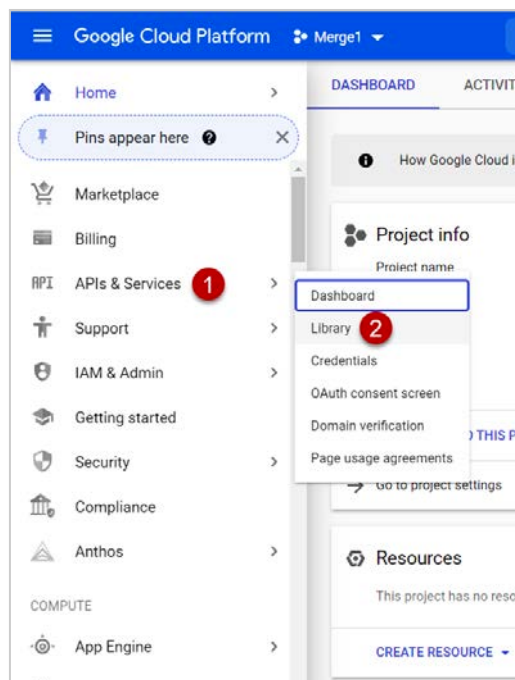 Google Cloud Platform
Merge1
Home
Pins appear here
Marketplace
Billing
API APIs & Services 1
Support
IAM & Admin
Getting started
Security
Compliance
Anthos
COMPUTE
App Engine
DASHBOARD
How Google Cloud
Project info
Project name
Dashboard
Library 2
Credentials
OAuth consent screen
Domain verification
Page usage agreements
THIS
Go to project settings
Resources
This project has no
CREATE RESOURCE